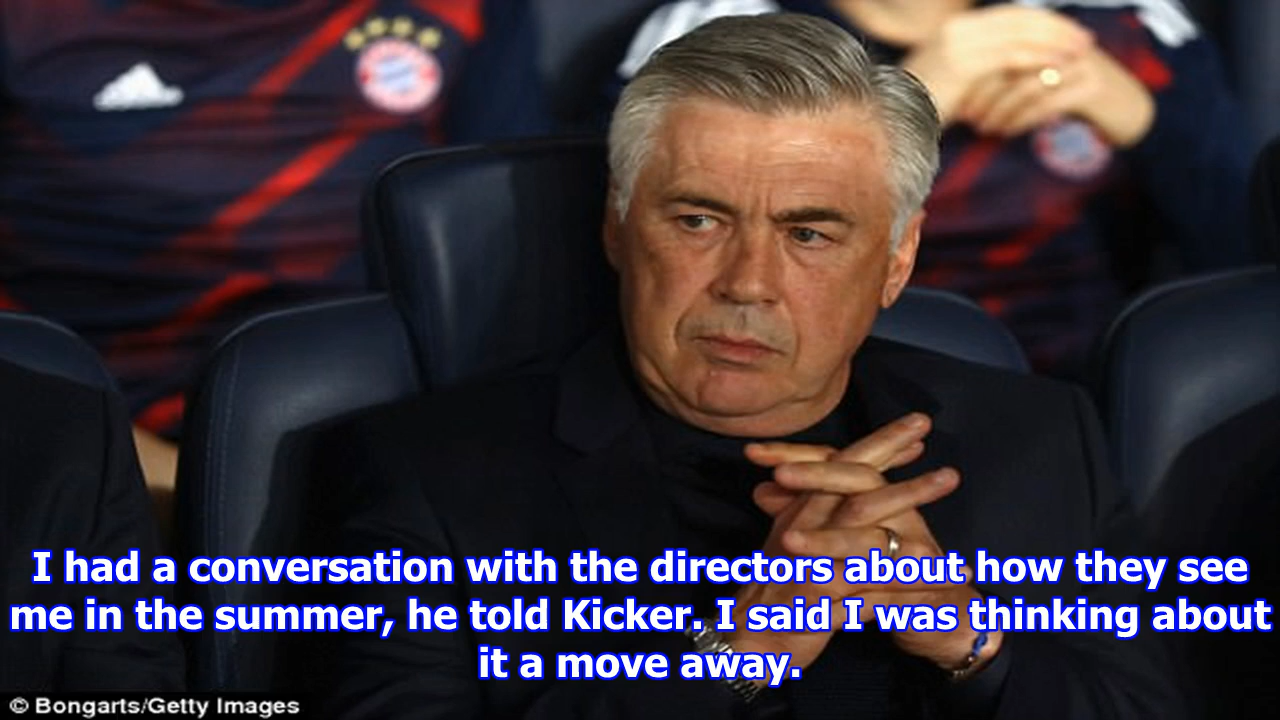 I had a conversation with the directors about how they see
me in the summer, he told Kicker. I said I was thinking about
it a move away.
© Bongarts/Getty Images